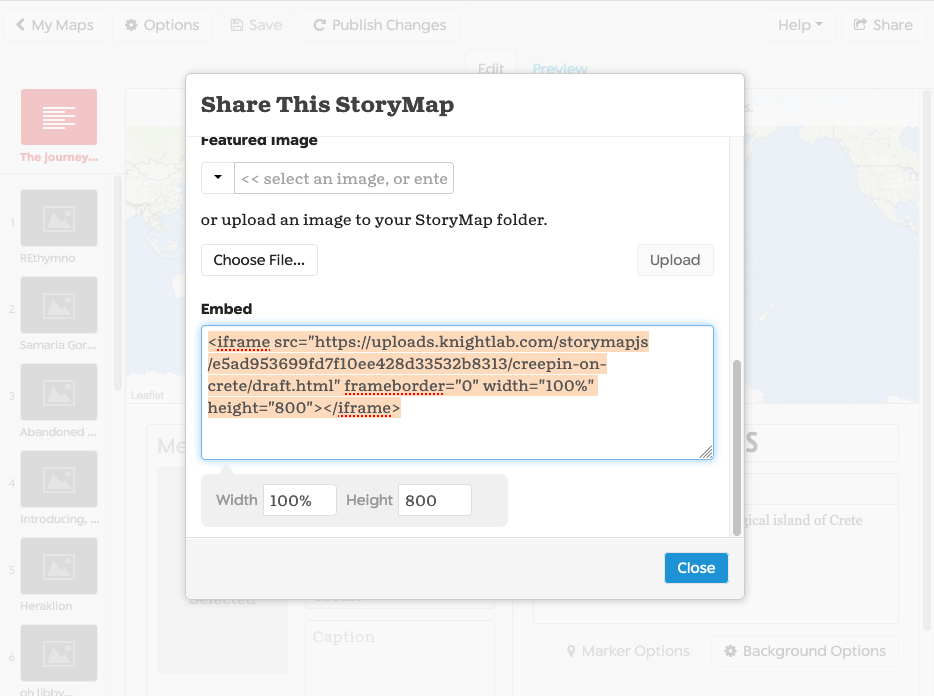 My Maps
Options
Save
Publish Changes
Help
Share
Edit
Preview
Share This StoryMap
Featured Image
<< select an image, or ente
or upload an image to your StoryMap folder.
Choose File...
Upload
Embed
<iframe src="https://uploads.knightlab.com/storymapjs
/e5ad953699fd7f10ee428d33532b8313/creepin-on-
crete/draft.html" frameborder="0" width="100%"
height="800"></iframe>
Width 100% Height 800
Close
The journey...
1
REthymno
2
Samaria Gor...
3
Abandoned ...
4
Introducing, ...
5
Heraklion
6
oh libby...
Leaflet
Me
s.
S
gical island of Crete
Selected
Caption
Marker Options
Background Options